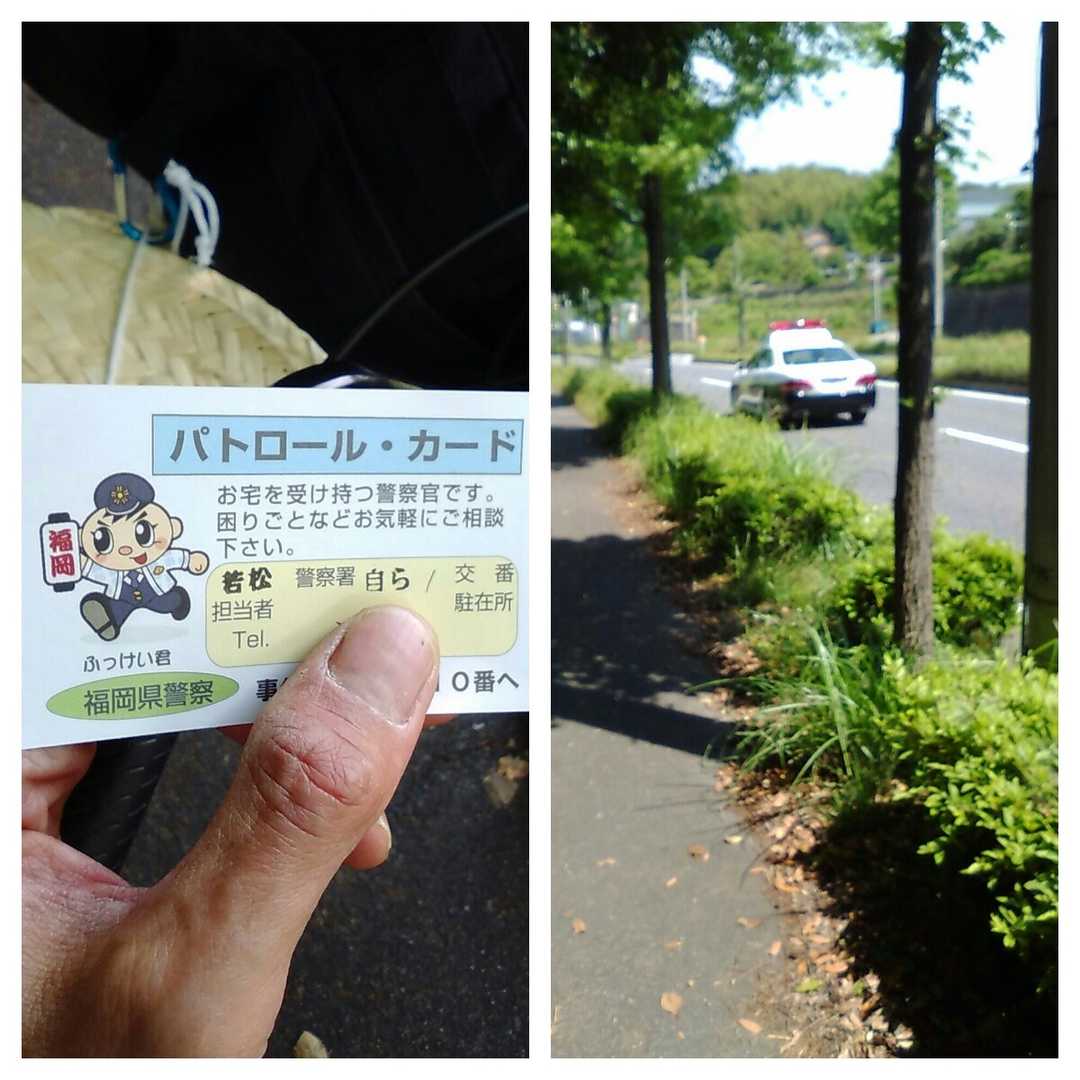 パトロール・カード
お宅を受け持つ警察官です。
困りごとなどお気軽にご相談
下さい。
福岡
若松 警察署 自ら / 交番
駐在所
担当者
Tel.
ふっけい君
福岡県警察
事 10番へ